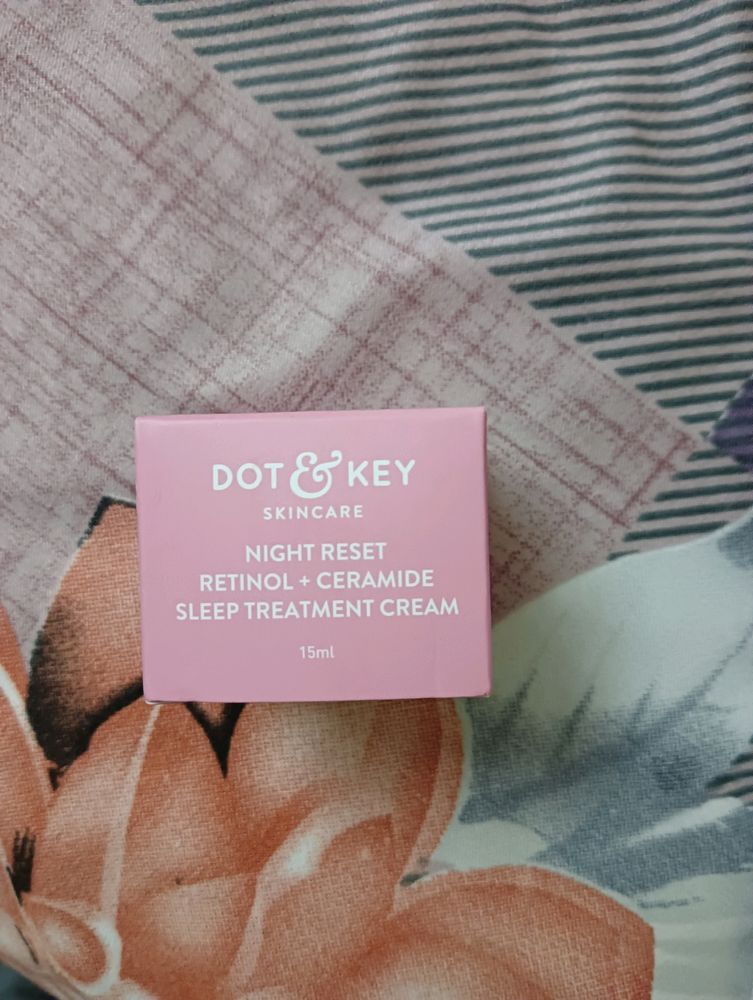 DOT & KEY
SKINCARE
NIGHT RESET
RETINOL + CERAMIDE
SLEEP TREATMENT CREAM
15ml